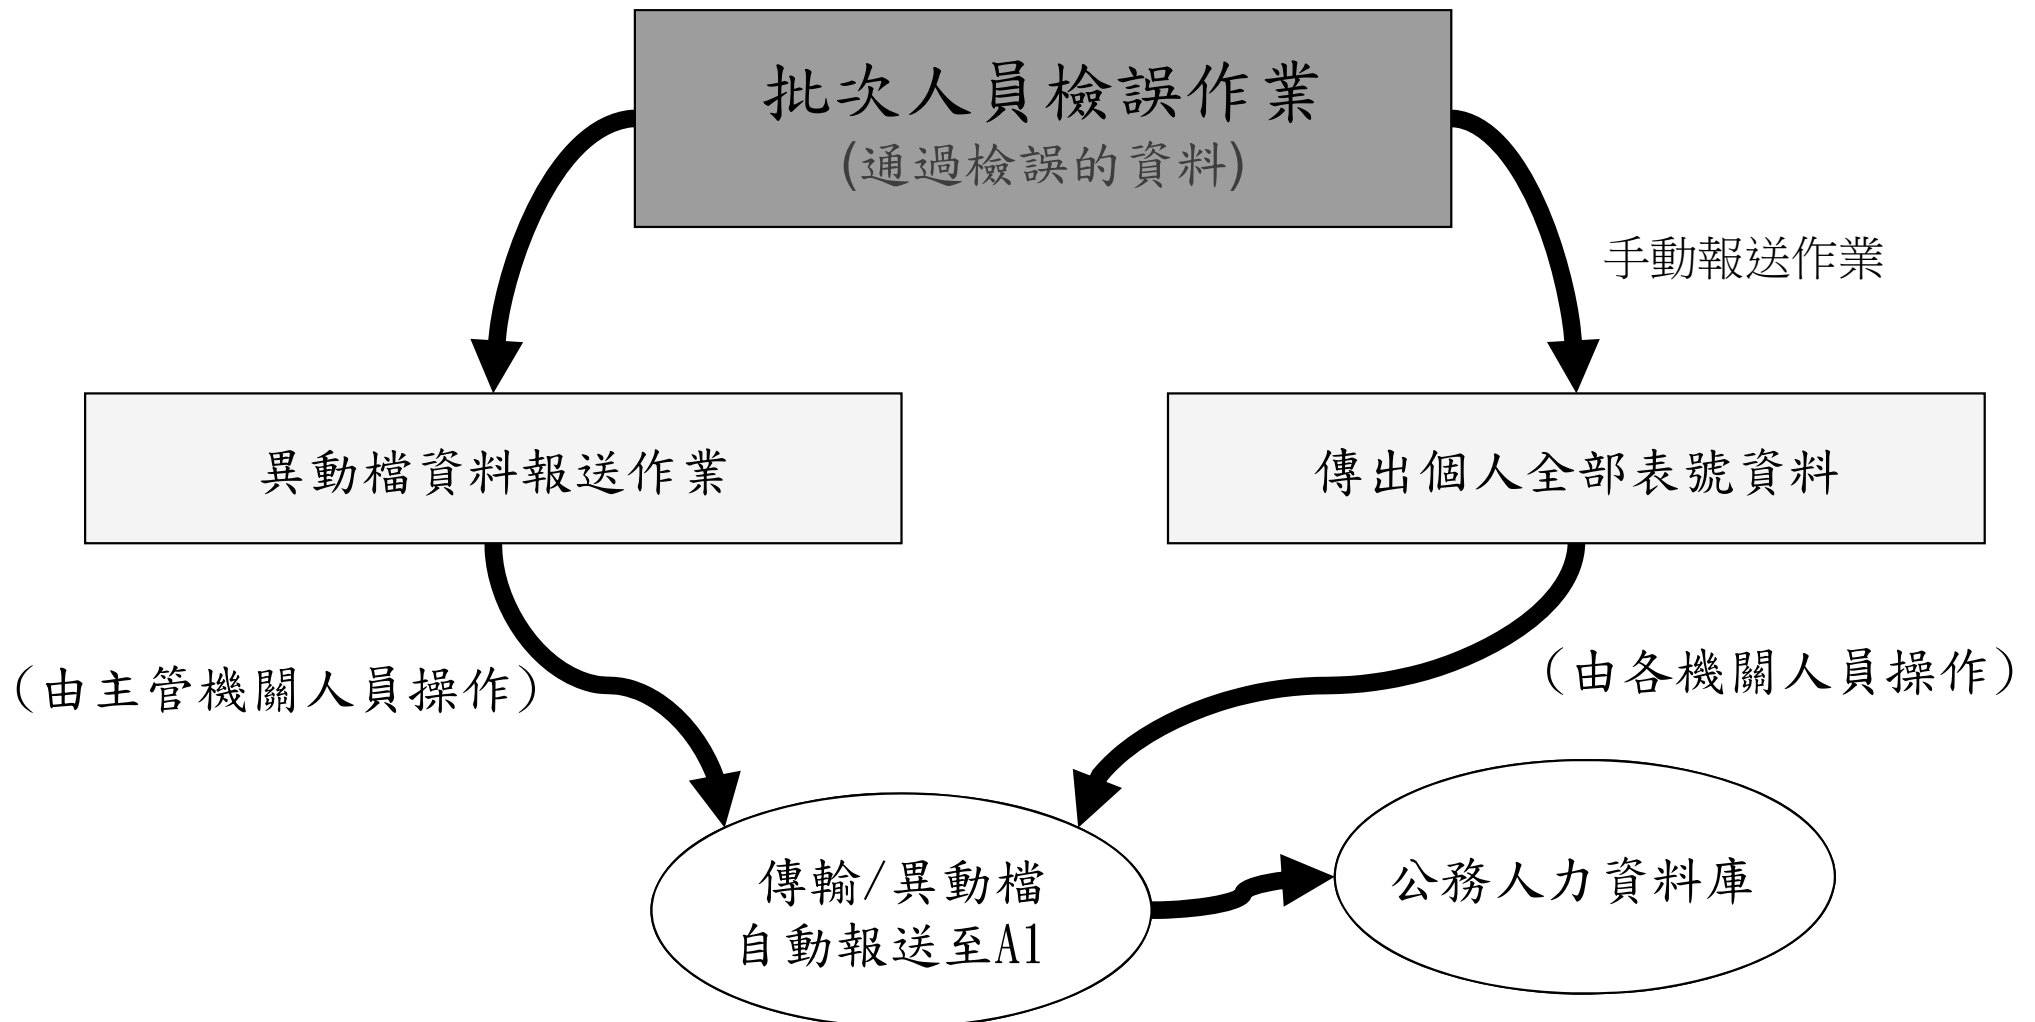 批次人員檢誤作業
(通過檢誤的資料)
手動報送作業
異動檔資料報送作業
傳出個人全部表號資料
（由主管機關人員操作）
（由各機關人員操作）
傳輸/異動檔
自動報送至A1
公務人力資料庫